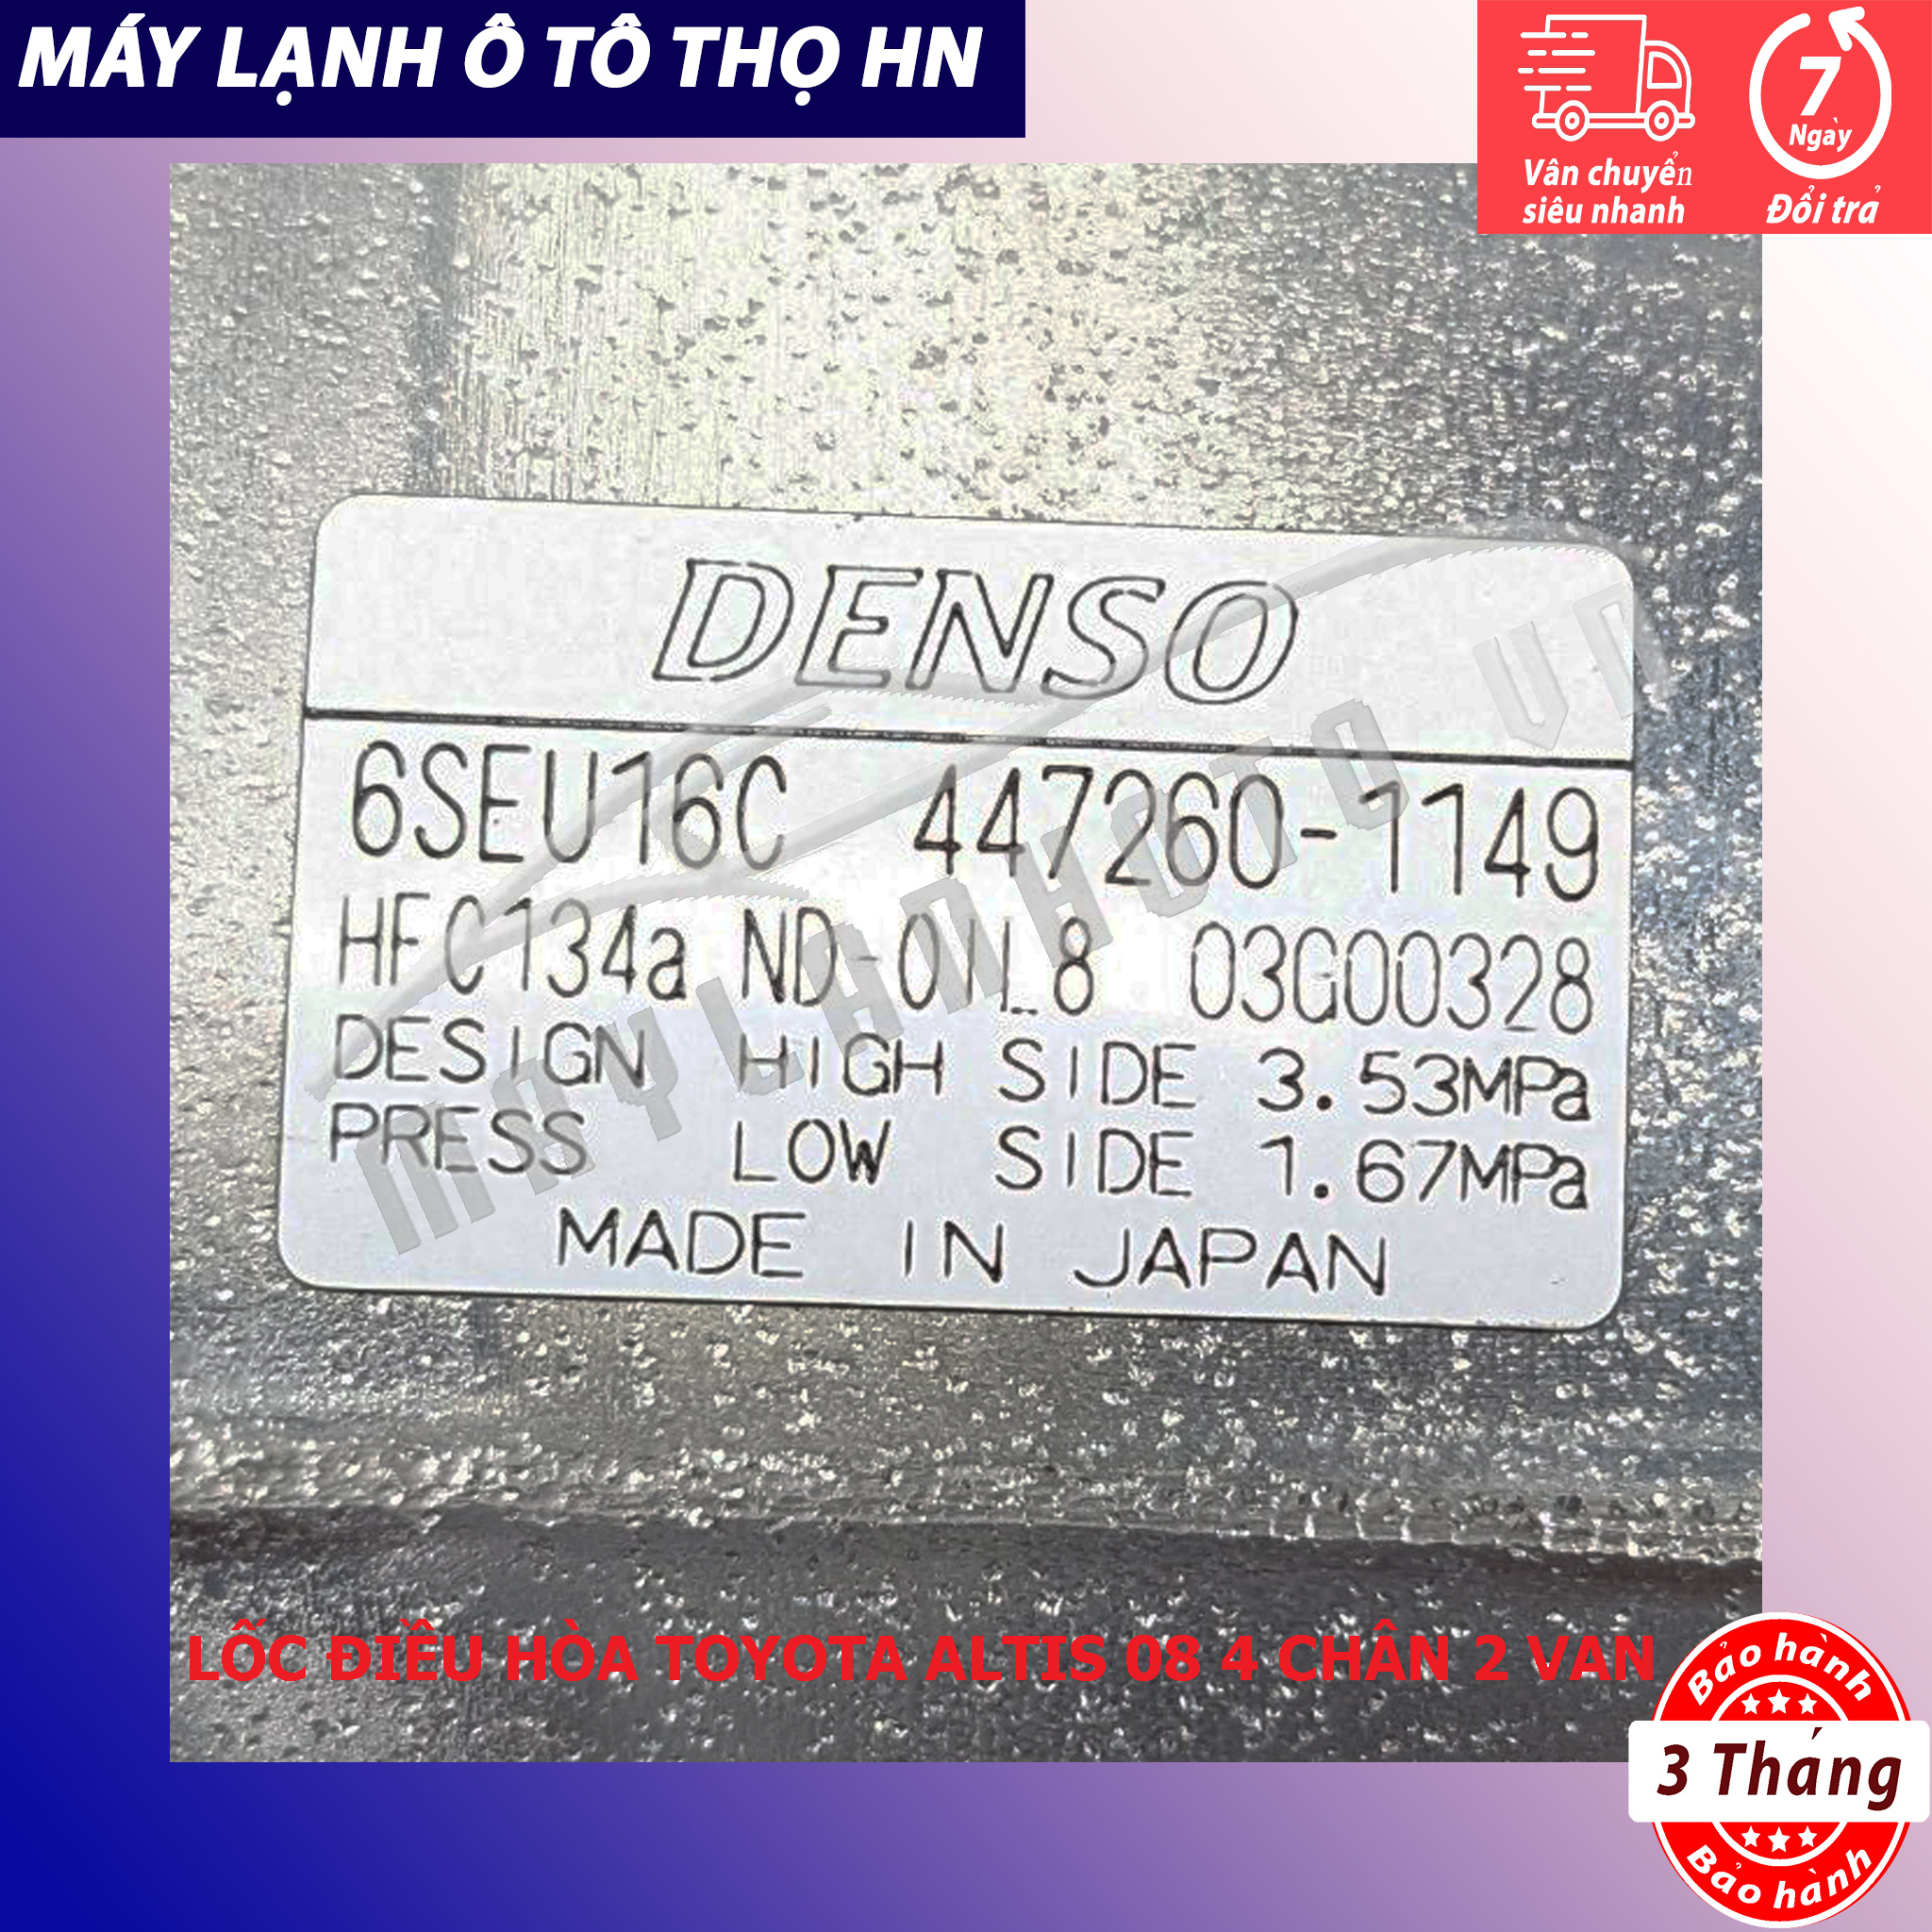 MÁY LẠNH Ô TÔ THỌ HN
Vân chuyển
siêu nhanh
7
Ngày
Đổi trả
DENSO
6SEU16C 447260-1149
HFC134a ND-OIL8 03G00328
DESIGN HIGH SIDE 3.53MPa
PRESS LOW SIDE 1.67MPa
MADE IN JAPAN
MAYLANHOTO VN
LỐC ĐIỀU HÒA TOYOTA ALTIS 08 4 CHÂN 2 VAN
Bảo hành
3 Tháng
Bảo hành